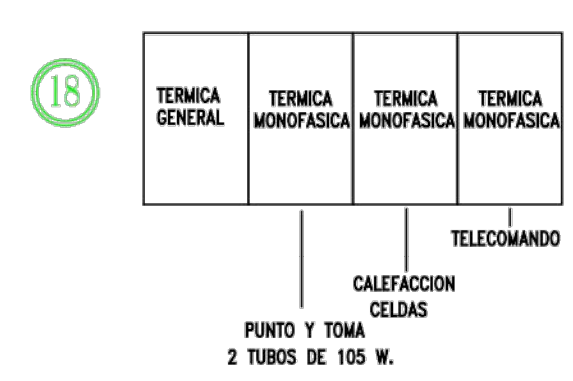 18
TERMICA
GENERAL
TERMICA
MONOFASICA
TERMICA
MONOFASICA
TERMICA
MONOFASICA
TELECOMANDO
CALEFACCION
CELDAS
PUNTO Y TOMA
2 TUBOS DE 105 W.